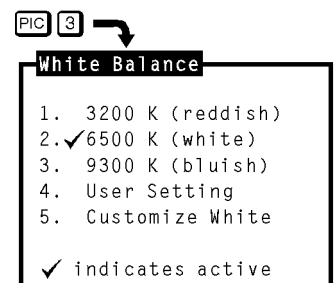 PIC 3
White Balance
1. 3200 K (reddish)
2.✓6500 K (white)
3. 9300 K (bluish)
4. User Setting
5. Customize White
✓ indicates active